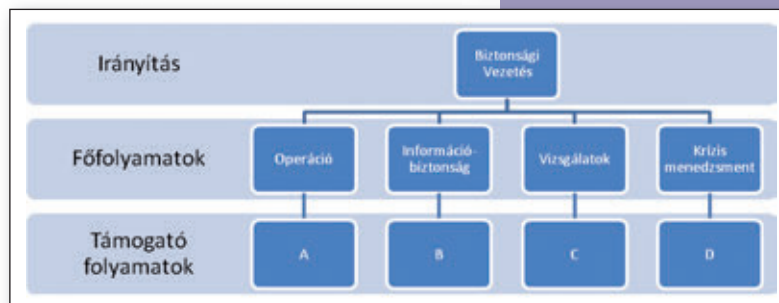 Irányítás
Biztonsági
Vezetés
Főfolyamatok
Operáció
Információ-
biztonság
Vizsgálatok
Krízis
menedzsment
Támogató
folyamatok
A
B
C
D